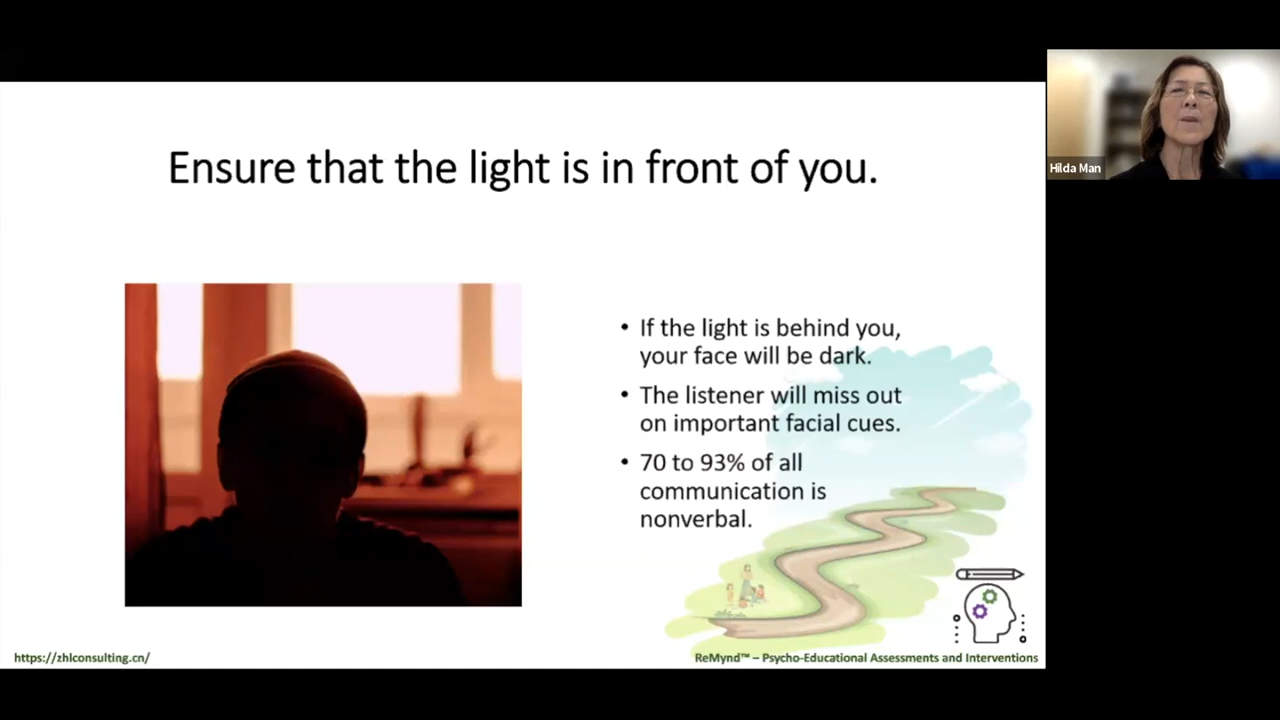 Ensure that the light is in front of you.
• If the light is behind you,
your face will be dark.
• The listener will miss out
on important facial cues.
• 70 to 93% of all
communication is
nonverbal.
https://zhlconsulting.cn/
ReMynd™ – Psycho-Educational Assessments and Interventions
Hilda Man